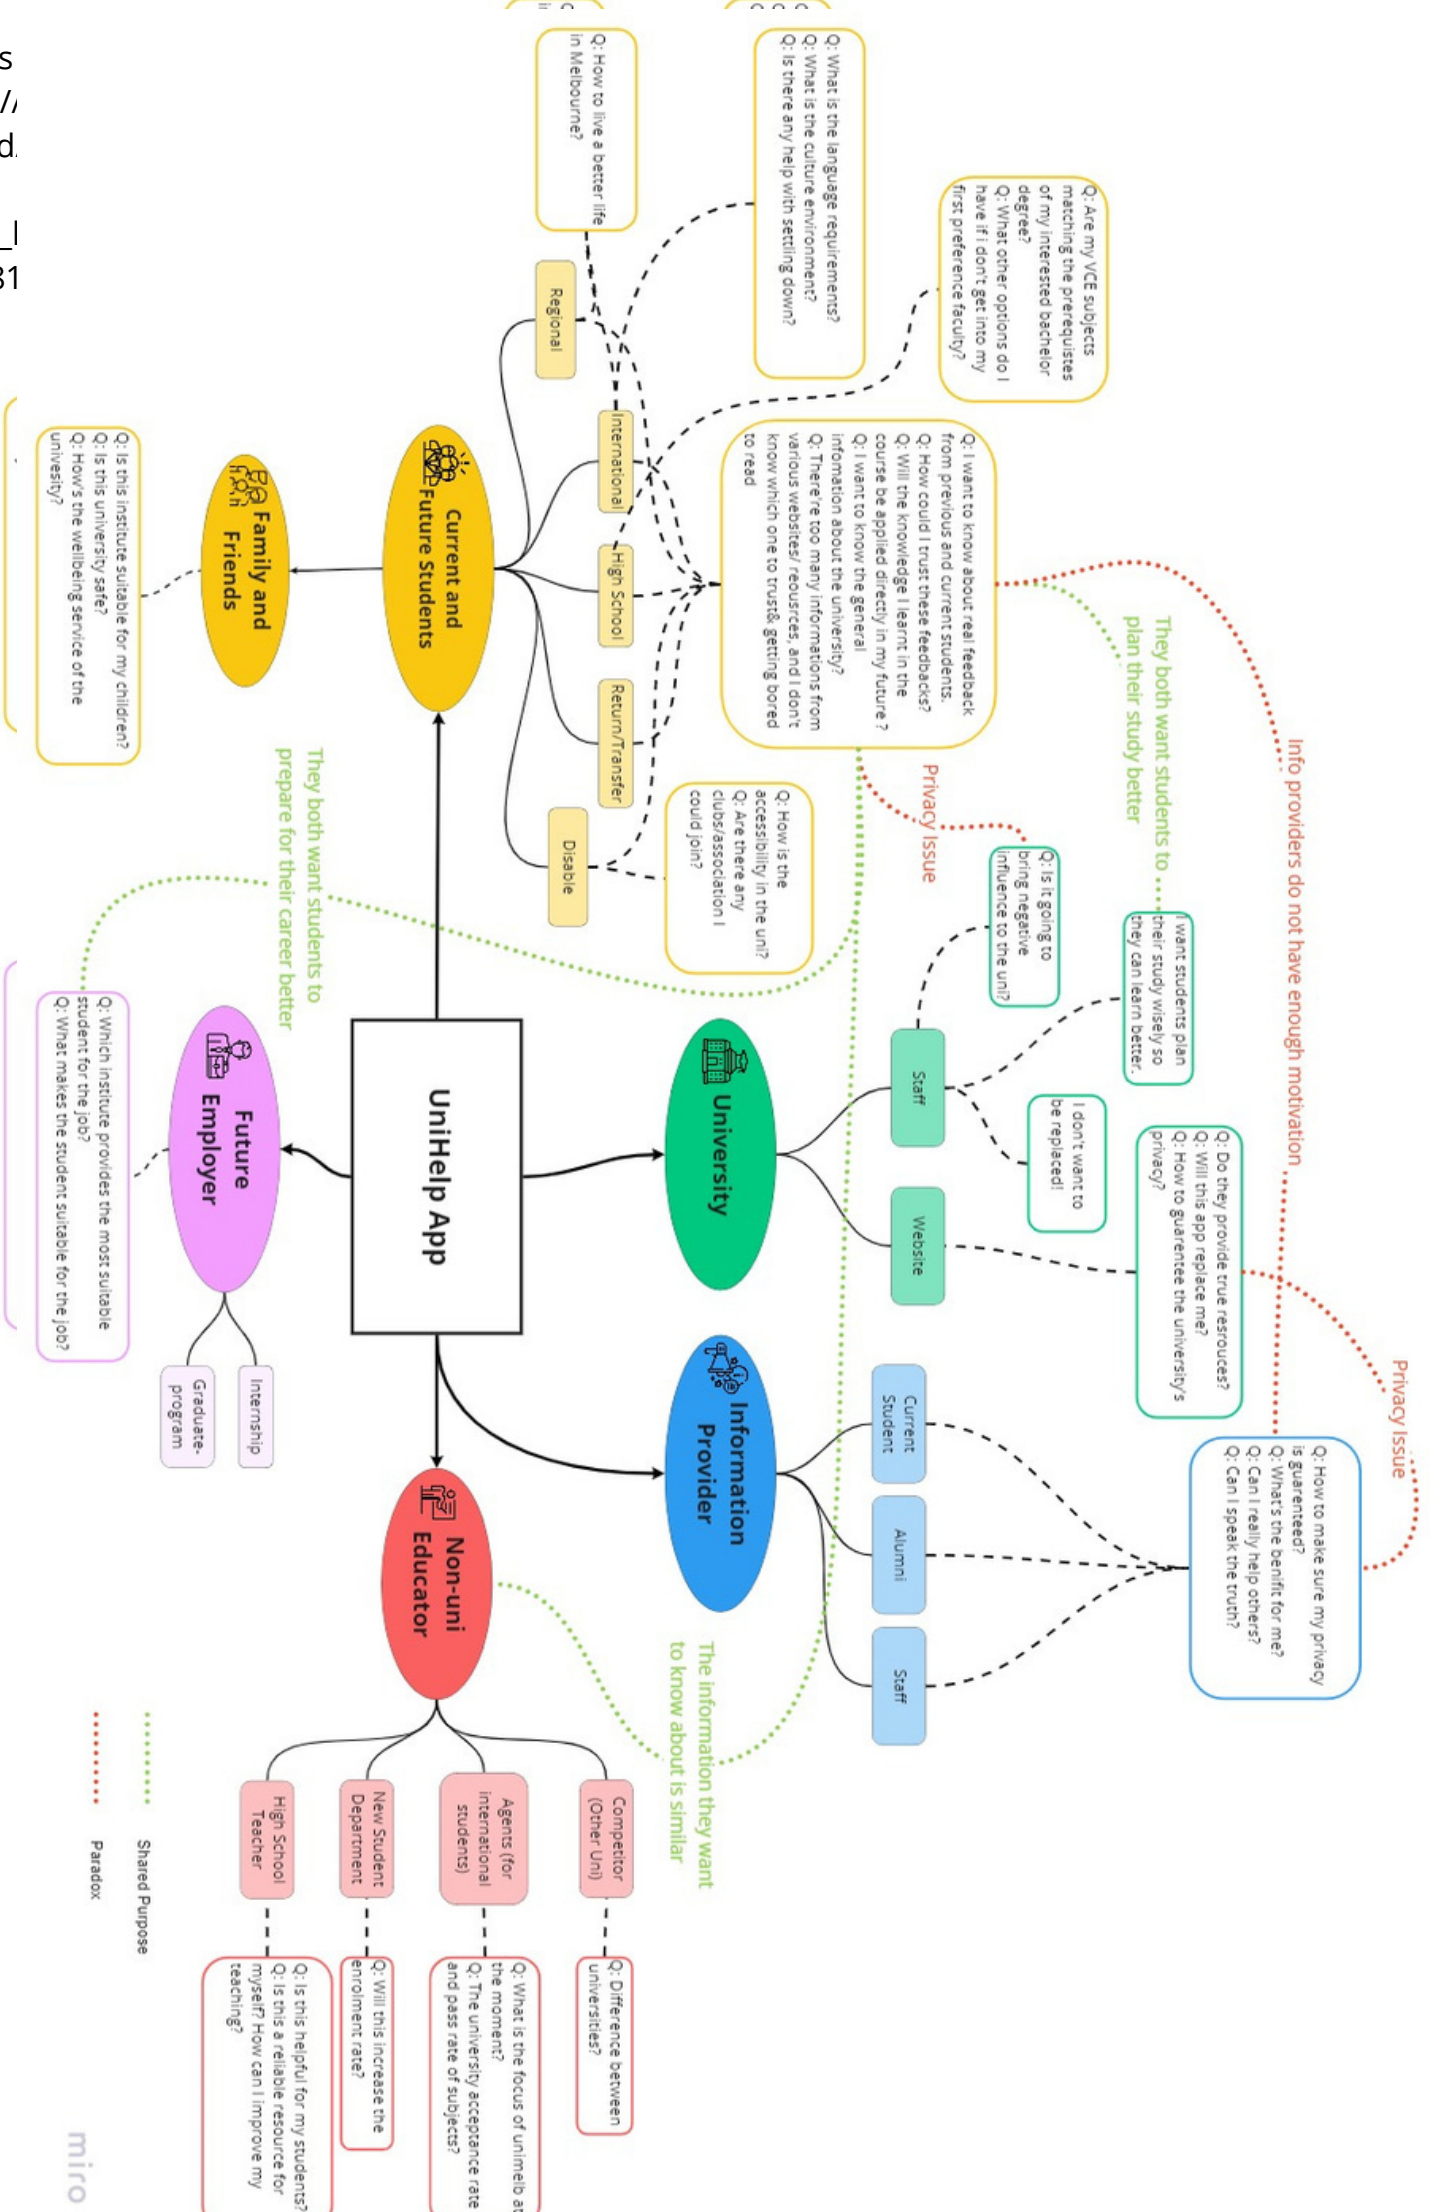 Q: How to live a better life
in Melbourne?
Q: What is the language requirements?
Q: What is the culture environment?
Q: Is there any help with settling down?
Q: Are my VCE subjects
matching the prerequistes
of my interested bachelor
degree?
Q: What other options do I
have if i don't get into my
first preference faculty?
Regional
International
High School
Return/Transfer
Disable
Q: I want to know about real feedback
from previous and current students.
Q: How could I trust these feedbacks?
Q: Will the knowledge I learnt in the
course be applied directly in my future ?
Q: I want to know the general
infomation about the university?
Q: There're too many informations from
various websites/ reousrces, and I don't
know which one to trust& getting bored
to read
Q: How is the
accessibility in the uni?
Q: Are there any
clubs/association I
could join?
Current and
Future Students
Family and
Friends
Q: Is this institute suitable for my children?
Q: Is this university safe?
Q: How's the wellbeing service of the
univesity?
They both want students to
plan their study better
Info providers do not have enough motivation
Privacy Issue
They both want students to
prepare for their career better
Q: Is it going to
bring negative
influence to the uni?
I want students plan
their study wisely so
they can learn better.
I don't want to
be replaced!
Q: Do they provide true resrouces?
Q: Will this app replace me?
Q: How to guarentee the university's
privacy?
Staff
Website
University
UniHelp App
Future
Employer
Q: Which institute provides the most suitable
student for the job?
Q: What makes the student suitable for the job?
Internship
Graduate-
program
Privacy Issue
Q: How to make sure my privacy
is guarenteed?
Q: What's the benifit for me?
Q: Can I really help others?
Q: Can I speak the truth?
Current
Student
Alumni
Staff
Information
Provider
Non-uni
Educator
The information they want
to know about is similar
Competitor
(Other Uni)
Agents (for
international
students)
New Student
Department
High School
Teacher
Q: Difference between
universities?
Q: What is the focus of unimelb at
the moment?
Q: The university acceptance rate
and pass rate of subjects?
Q: Will this increase the
enrolment rate?
Q: Is this helpful for my students?
Q: Is this a reliable resource for
myself? How can I improve my
teaching?
Shared Purpose
Paradox
miro
s
//
d
81